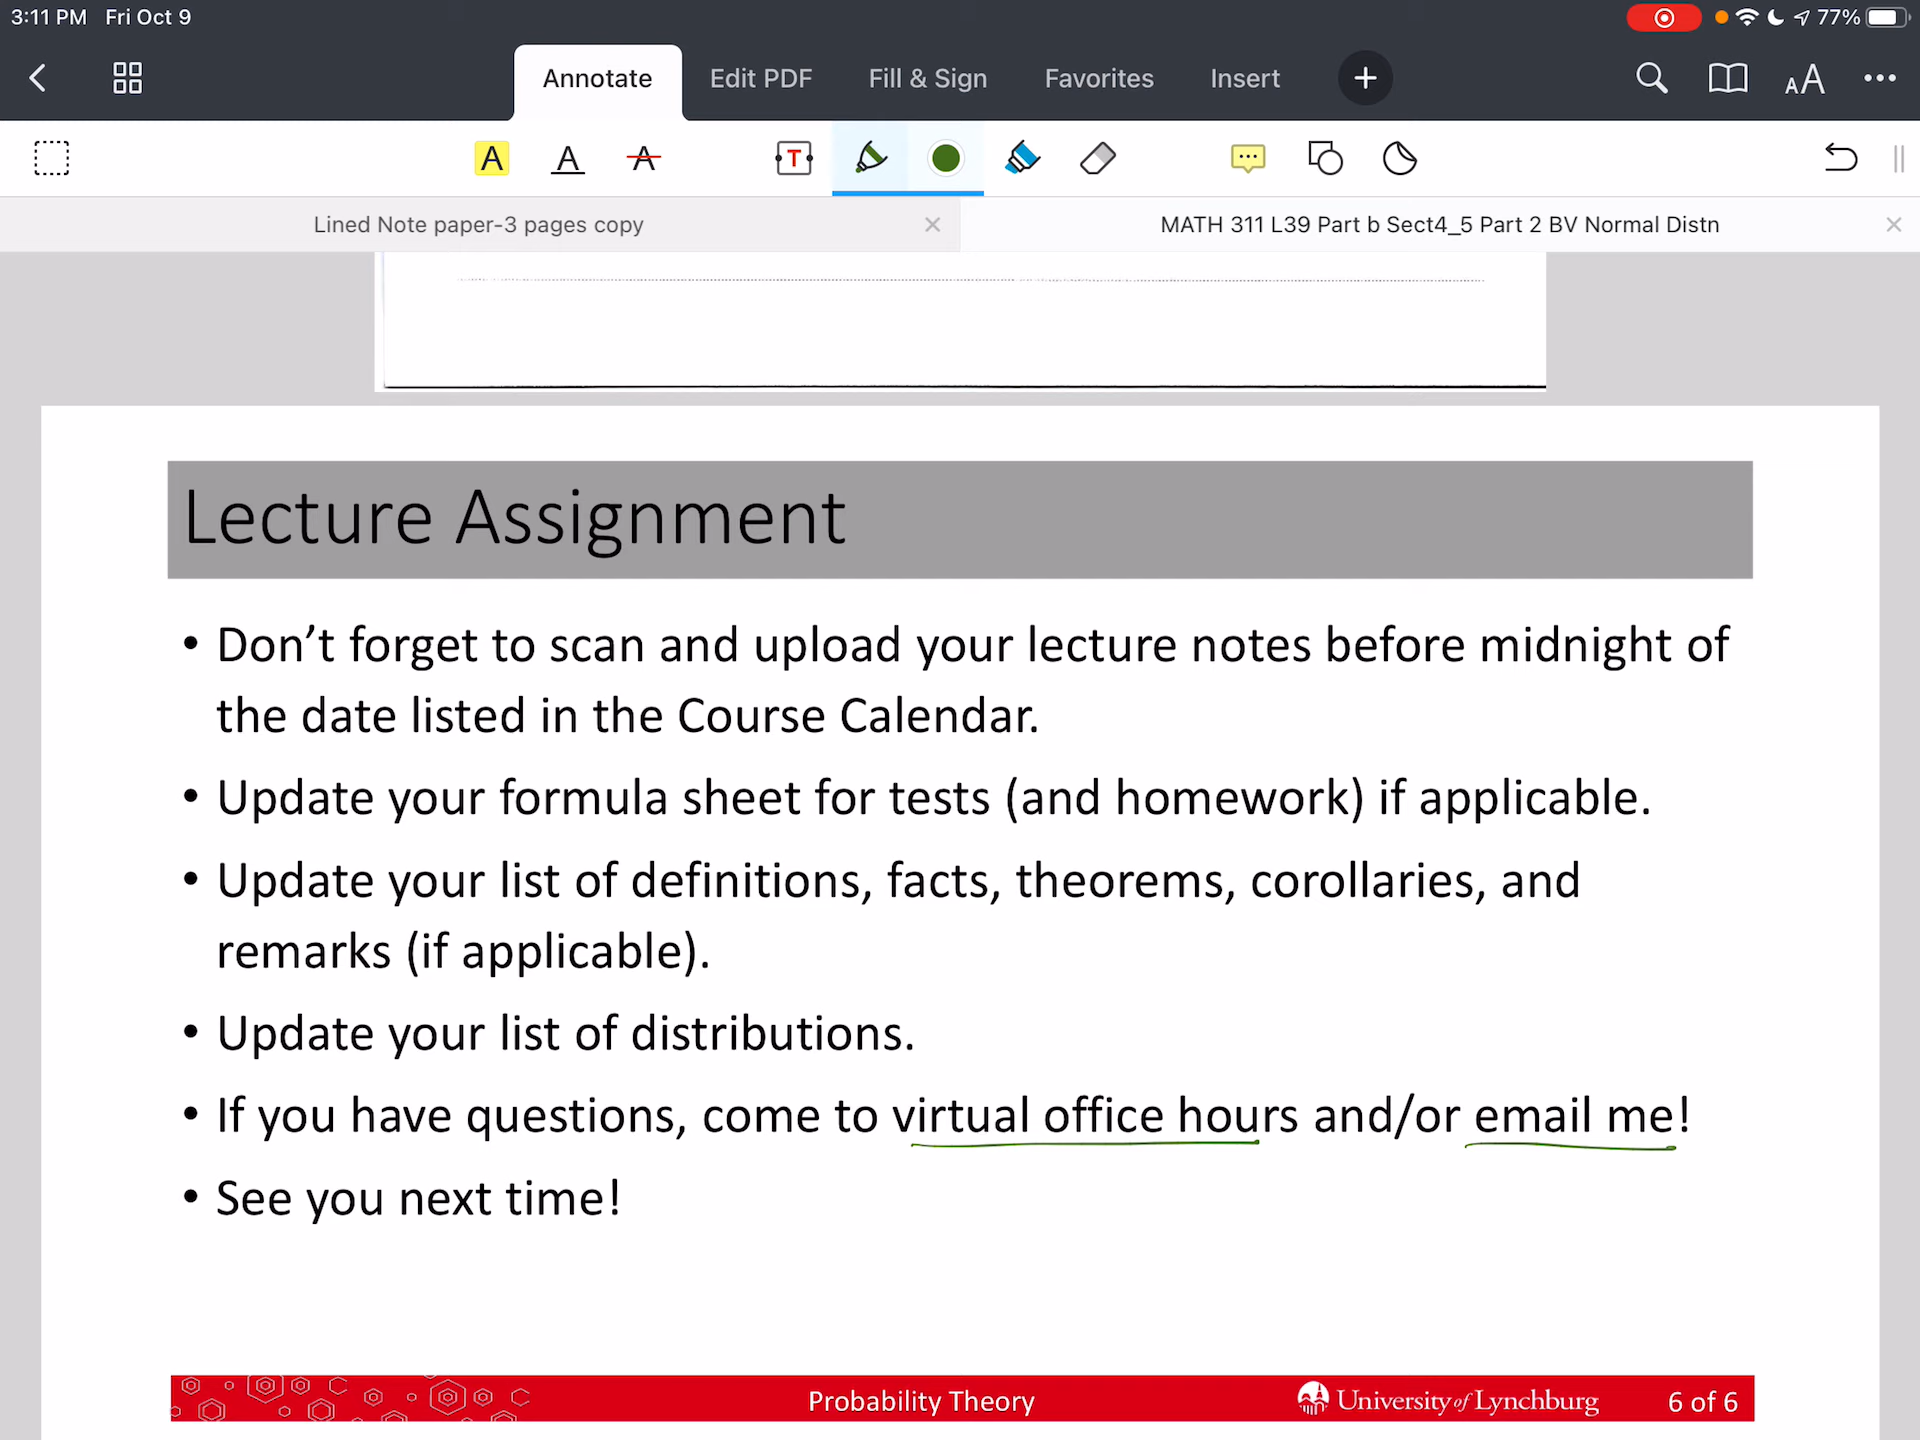 3:11 PM Fri Oct 9 77%
Annotate Edit PDF Fill & Sign Favorites Insert AA
A A A T
Lined Note paper-3 pages copy MATH 311 L39 Part b Sect4_5 Part 2 BV Normal Distn
Lecture Assignment
• Don’t forget to scan and upload your lecture notes before midnight of
the date listed in the Course Calendar.
• Update your formula sheet for tests (and homework) if applicable.
• Update your list of definitions, facts, theorems, corollaries, and
remarks (if applicable).
• Update your list of distributions.
• If you have questions, come to virtual office hours and/or email me!
• See you next time!
Probability Theory University of Lynchburg 6 of 6